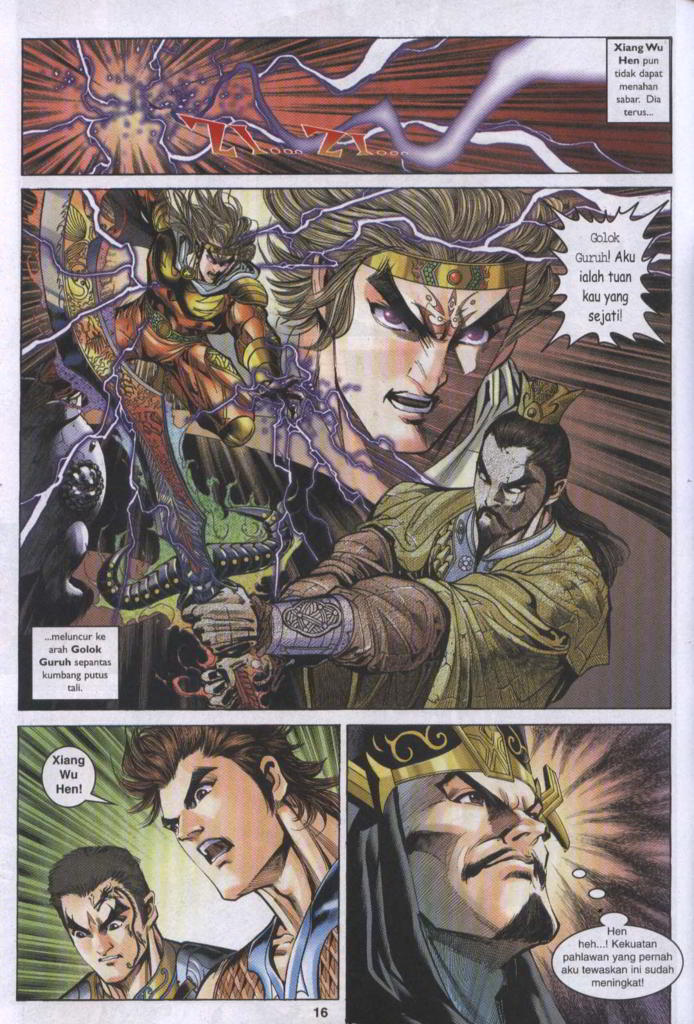 Xiang Wu
Hen pun
tidak dapat
menahan
sabar. Dia
terus...
ZI... ZI...
Golok
Guruh! Aku
ialah tuan
kau yang
sejati!
...meluncur ke
arah Golok
Guruh sepantas
kumbang putus
tali.
Xiang
Wu
Hen!
Hen
heh...! Kekuatan
pahlawan yang pernah
aku tewaskan ini sudah
meningkat!
16